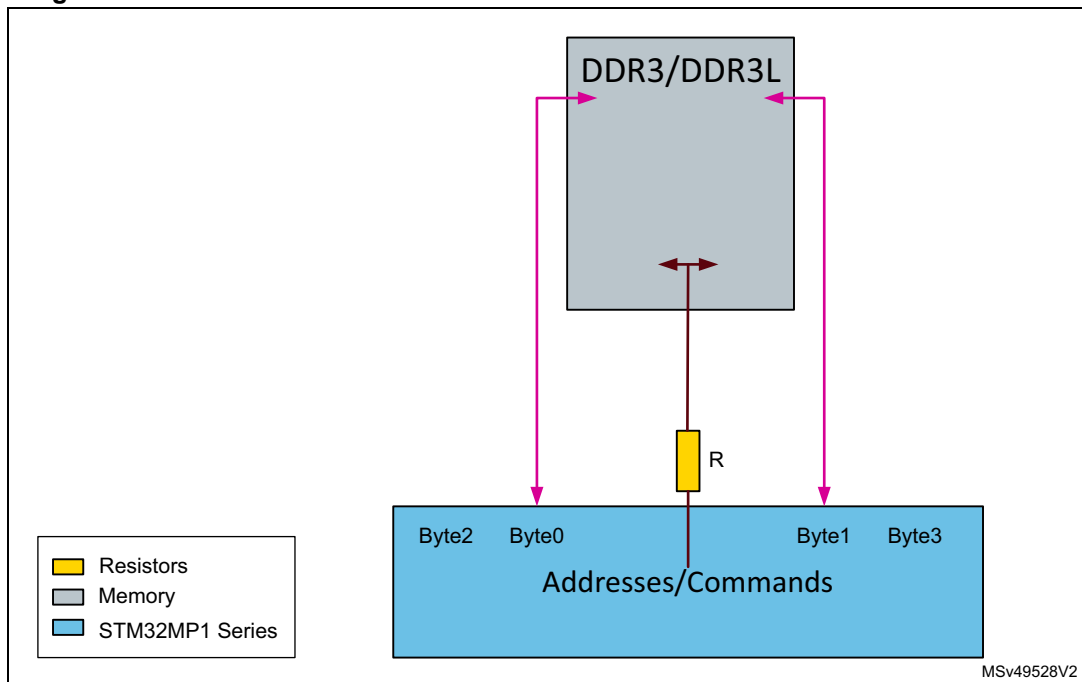 DDR3/DDR3L
R
Byte2 Byte0 Byte1 Byte3
Addresses/Commands
Resistors
Memory
STM32MP1 Series
MSv49528V2